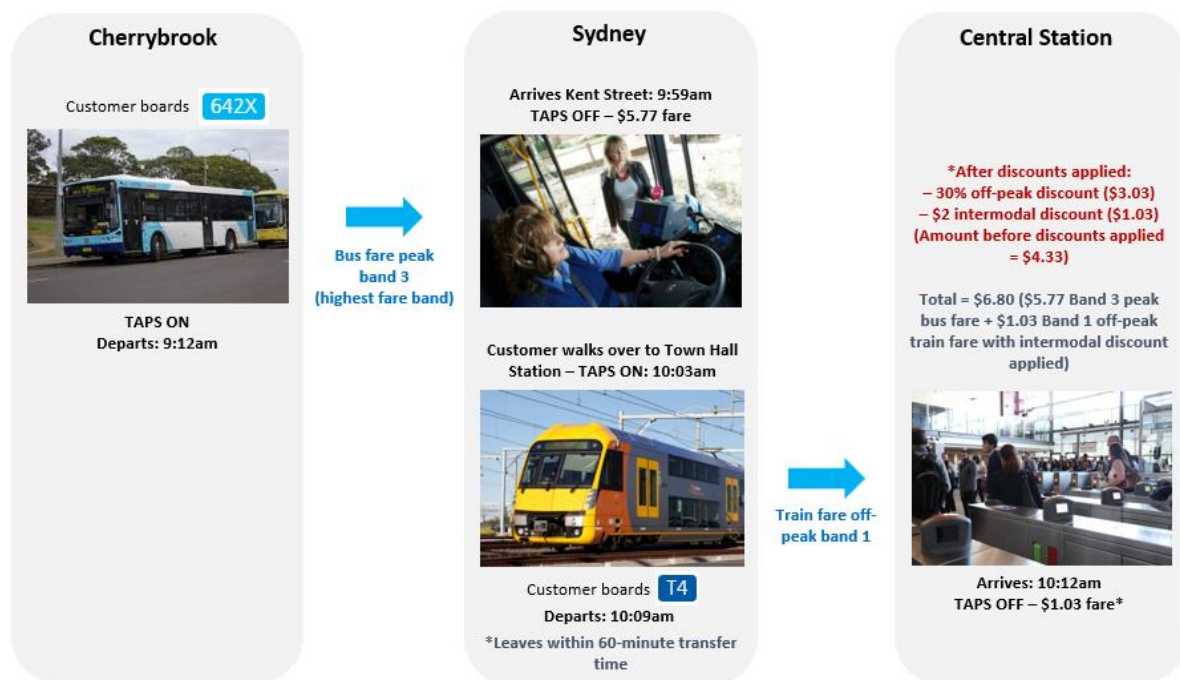 Cherrybrook
Customer boards 642X
TAPS ON
Departs: 9:12am
Bus fare peak
band 3
(highest fare band)
Sydney
Arrives Kent Street: 9:59am
TAPS OFF – $5.77 fare
Customer walks over to Town Hall
Station – TAPS ON: 10:03am
Customer boards T4
Departs: 10:09am
*Leaves within 60-minute transfer
time
Train fare off-
peak band 1
Central Station
*After discounts applied:
– 30% off-peak discount ($3.03)
– $2 intermodal discount ($1.03)
(Amount before discounts applied
= $4.33)
Total = $6.80 ($5.77 Band 3 peak
bus fare + $1.03 Band 1 off-peak
train fare with intermodal discount
applied)
Arrives: 10:12am
TAPS OFF – $1.03 fare*